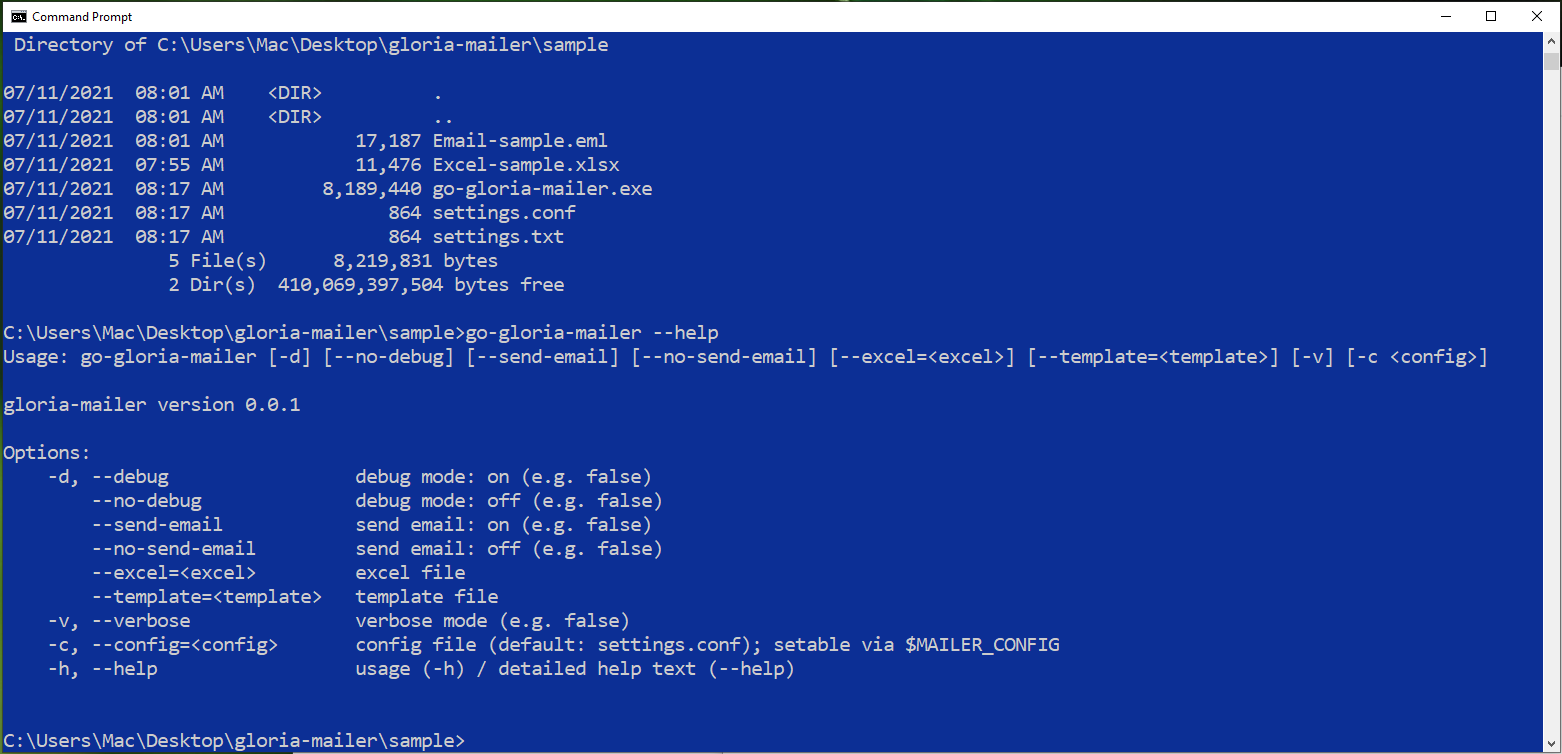 Command Prompt
 Directory of C:\Users\Mac\Desktop\gloria-mailer\sample

07/11/2021  08:01 AM    <DIR>          .
07/11/2021  08:01 AM    <DIR>          ..
07/11/2021  08:01 AM            17,187 Email-sample.eml
07/11/2021  07:55 AM            11,476 Excel-sample.xlsx
07/11/2021  08:17 AM         8,189,440 go-gloria-mailer.exe
07/11/2021  08:17 AM               864 settings.conf
07/11/2021  08:17 AM               864 settings.txt
               5 File(s)      8,219,831 bytes
               2 Dir(s)  410,069,397,504 bytes free

C:\Users\Mac\Desktop\gloria-mailer\sample>go-gloria-mailer --help
Usage: go-gloria-mailer [-d] [--no-debug] [--send-email] [--no-send-email] [--excel=<excel>] [--template=<template>] [-v] [-c <config>]

gloria-mailer version 0.0.1

Options:
    -d, --debug                 debug mode: on (e.g. false)
        --no-debug              debug mode: off (e.g. false)
        --send-email            send email: on (e.g. false)
        --no-send-email         send email: off (e.g. false)
        --excel=<excel>         excel file
        --template=<template>   template file
    -v, --verbose               verbose mode (e.g. false)
    -c, --config=<config>       config file (default: settings.conf); setable via $MAILER_CONFIG
    -h, --help                  usage (-h) / detailed help text (--help)


C:\Users\Mac\Desktop\gloria-mailer\sample>